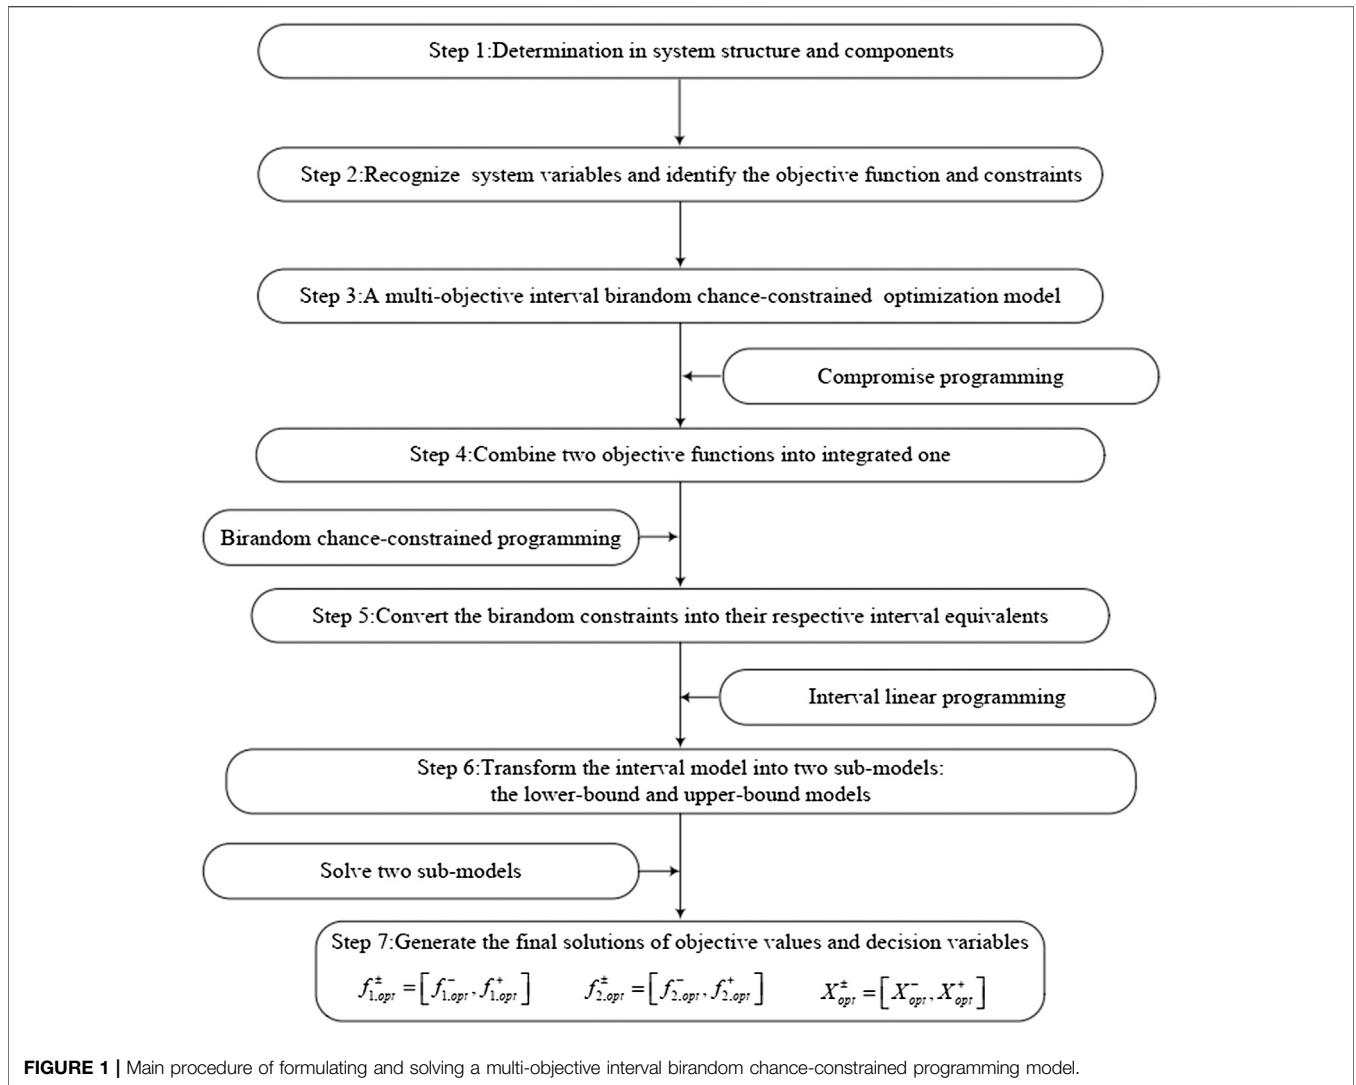 Step 1:Determination in system structure and components
Step 2:Recognize system variables and identify the objective function and constraints
Step 3:A multi-objective interval birandom chance-constrained optimization model
Compromise programming
Step 4:Combine two objective functions into integrated one
Birandom chance-constrained programming
Step 5:Convert the birandom constraints into their respective interval equivalents
Interval linear programming
Step 6:Transform the interval model into two sub-models:
the lower-bound and upper-bound models
Solve two sub-models
Step 7:Generate the final solutions of objective values and decision variables
f±1.opt = [f−1.opt, f+1.opt] f±2.opt = [f−2.opt, f+2.opt] X±opt = [X−opt, X+opt]
FIGURE 1 | Main procedure of formulating and solving a multi-objective interval birandom chance-constrained programming model.